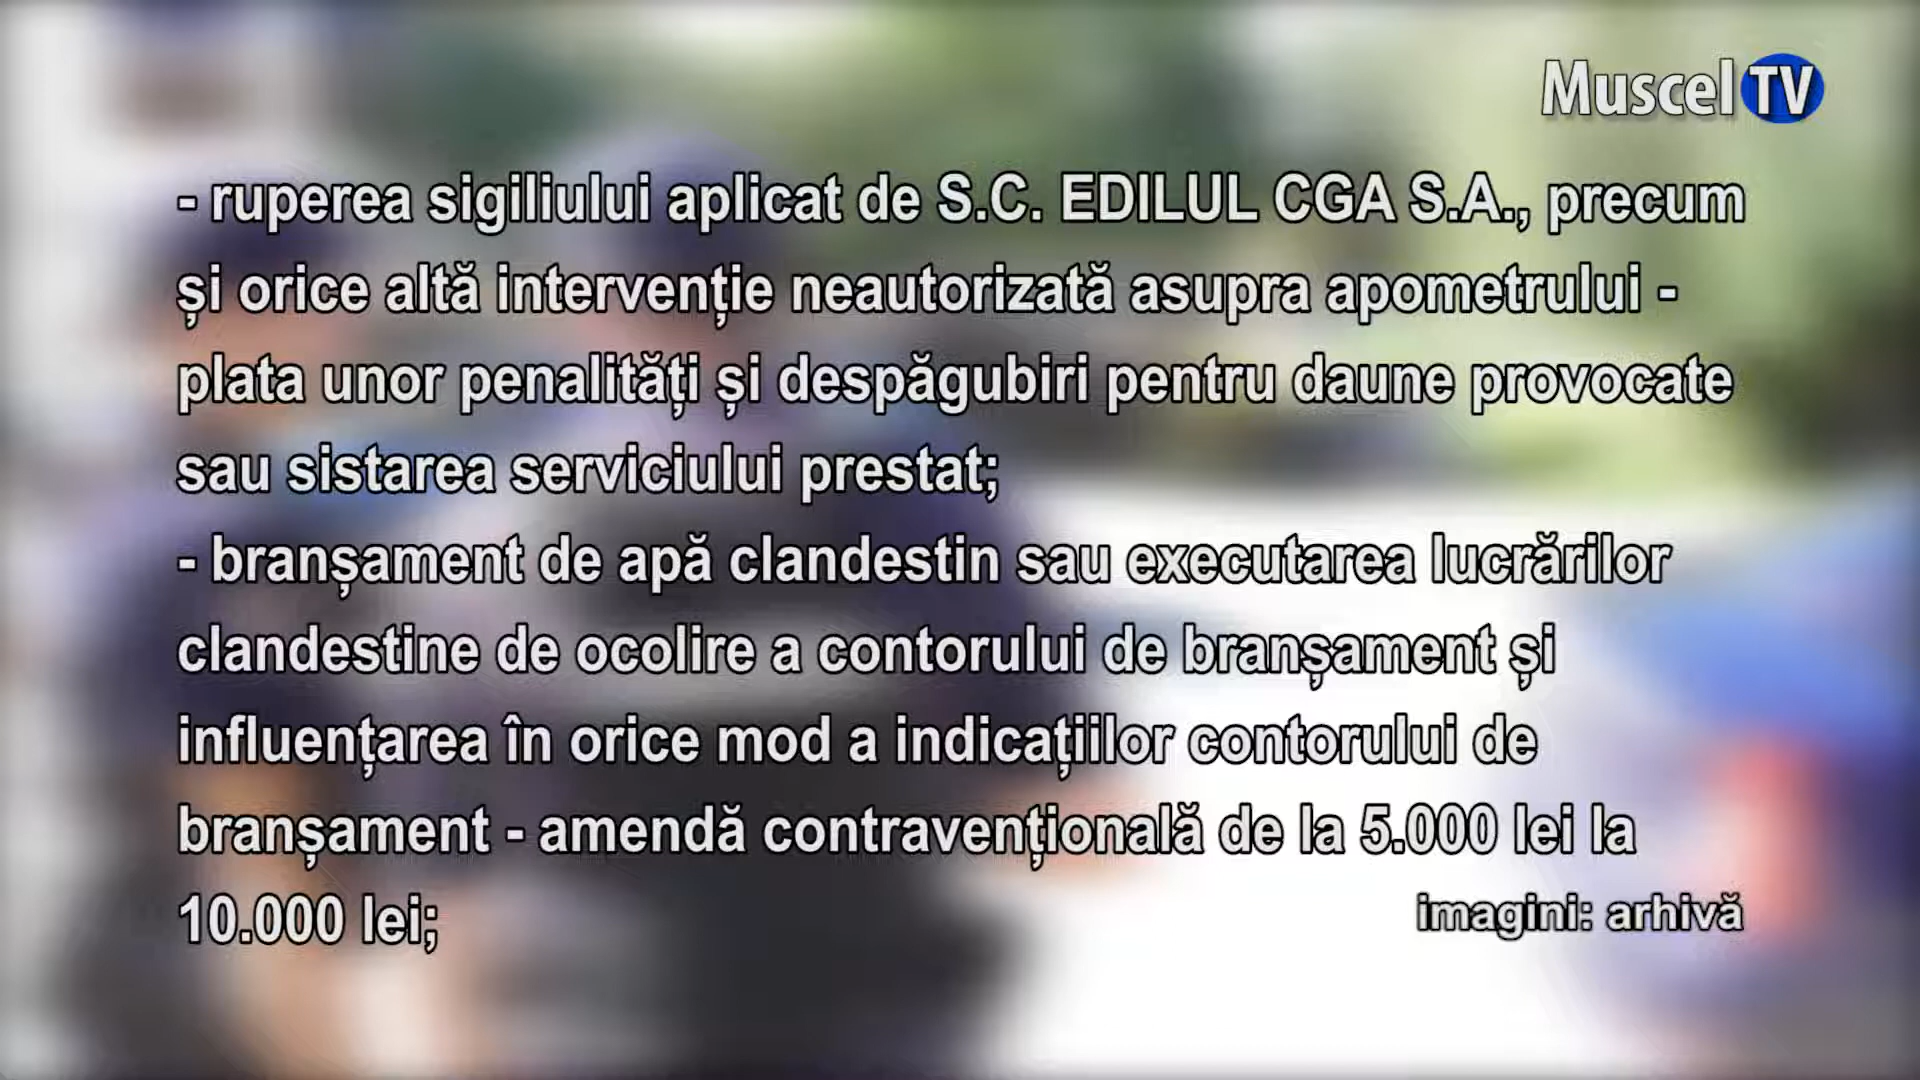 Muscel TV
- ruperea sigiliului aplicat de S.C. EDILUL CGA S.A., precum
și orice altă intervenție neautorizată asupra apometrului -
plata unor penalități și despăgubiri pentru daune provocate
sau sistarea serviciului prestat;
- branșament de apă clandestin sau executarea lucrărilor
clandestine de ocolire a contorului de branșament și
influențarea în orice mod a indicațiilor contorului de
branșament - amendă contravențională de la 5.000 lei la
10.000 lei;
imagini: arhivă